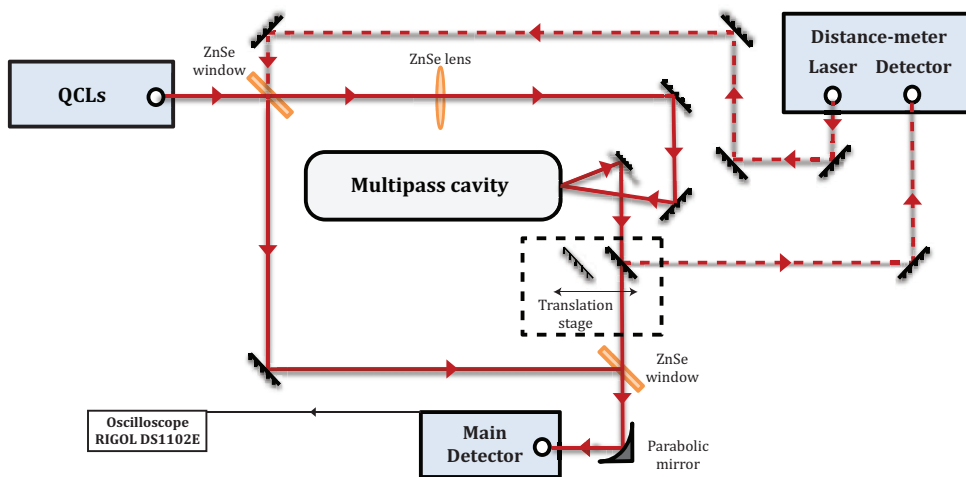 ZnSe
window
ZnSe lens
Distance-meter
Laser Detector
QCLs
Multipass cavity
Translation
stage
ZnSe
window
Oscilloscope
RIGOL DS1102E
Main
Detector
Parabolic
mirror